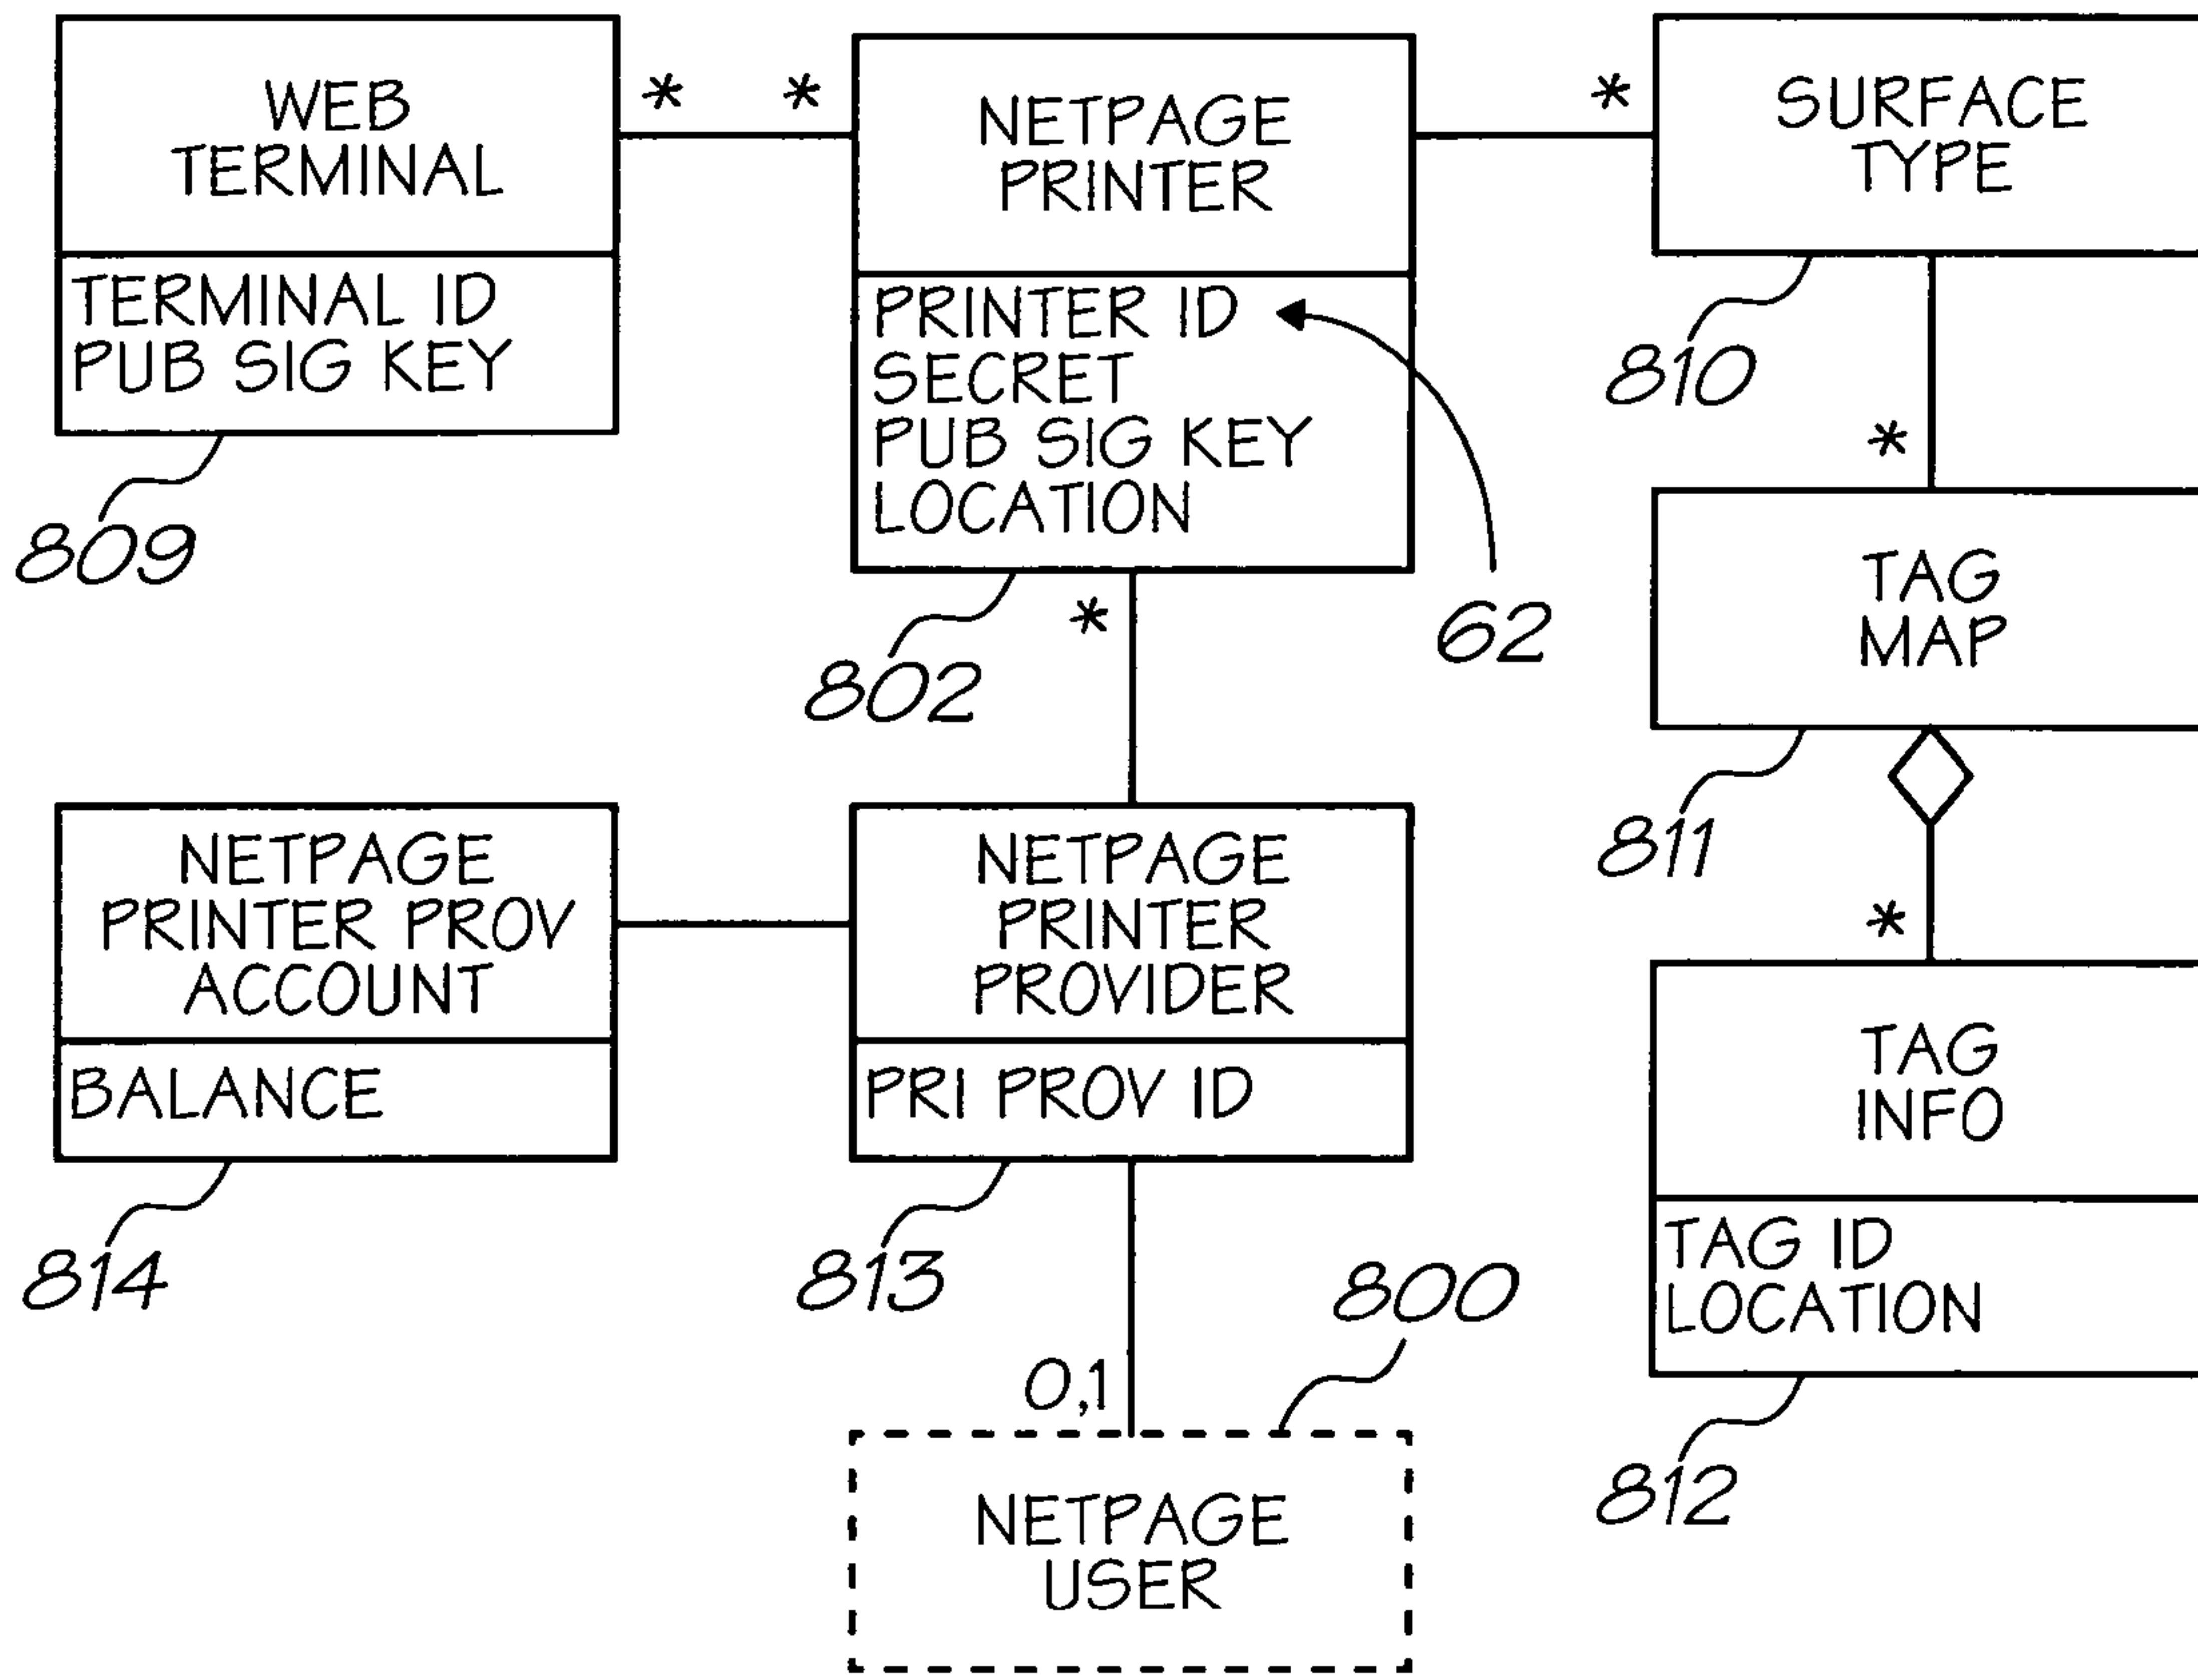 WEB
TERMINAL
TERMINAL ID
PUB SIG KEY
809
*
*
NETPAGE
PRINTER
PRINTER ID
SECRET
PUB SIG KEY
LOCATION
62
802
*
*
SURFACE
TYPE
810
*
TAG
MAP
811
*
TAG
INFO
TAG ID
LOCATION
812
NETPAGE
PRINTER PROV
ACCOUNT
BALANCE
814
NETPAGE
PRINTER
PROVIDER
PRI PROV ID
813
0,1
800
NETPAGE
USER